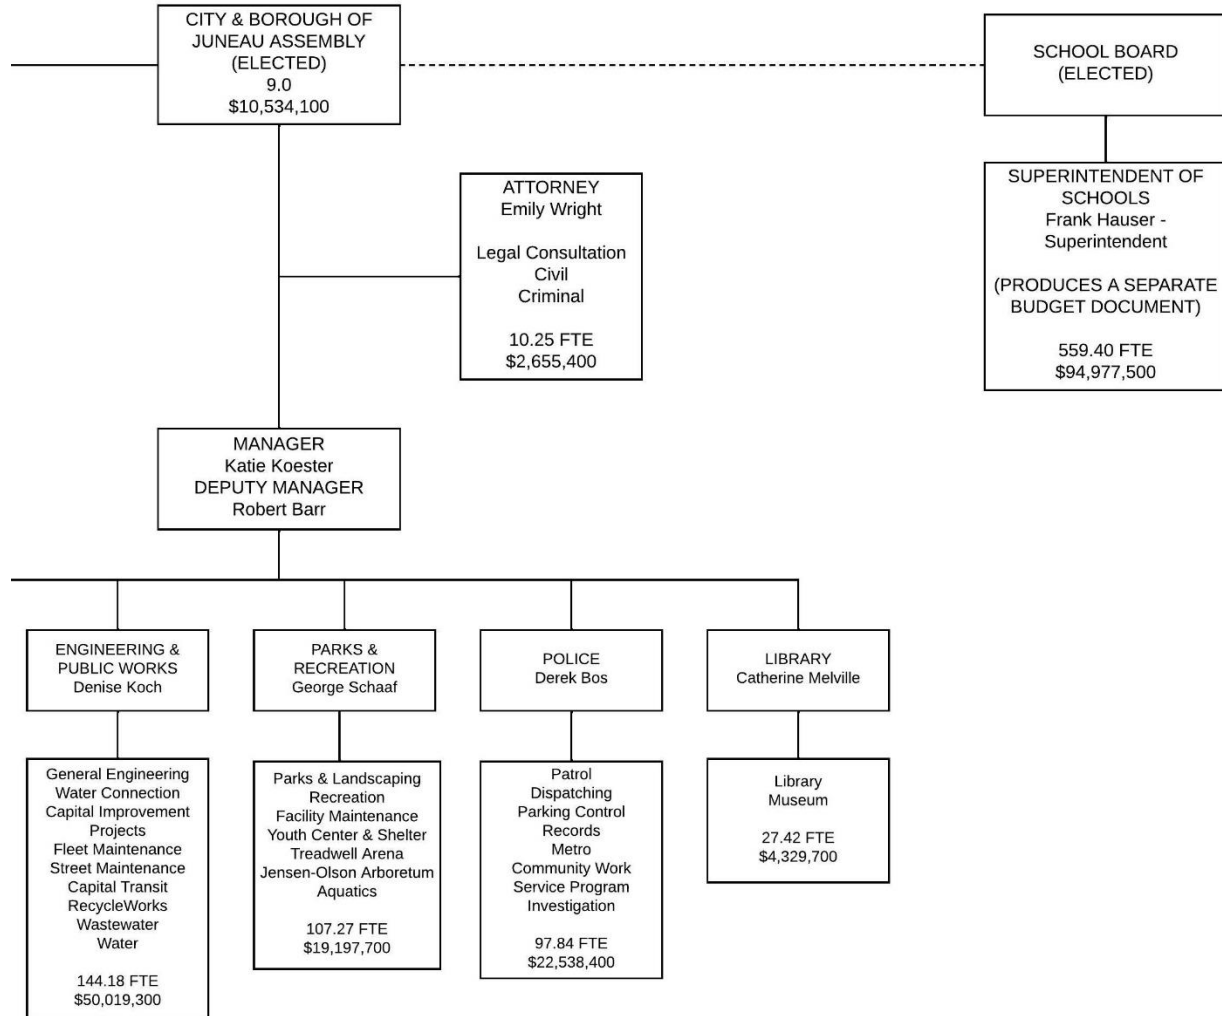 CITY & BOROUGH OF
JUNEAU ASSEMBLY
(ELECTED)
9.0
$10,534,100
SCHOOL BOARD
(ELECTED)
ATTORNEY
Emily Wright
Legal Consultation
Civil
Criminal
10.25 FTE
$2,655,400
SUPERINTENDENT OF
SCHOOLS
Frank Hauser -
Superintendent
(PRODUCES A SEPARATE
BUDGET DOCUMENT)
559.40 FTE
$94,977,500
MANAGER
Katie Koester
DEPUTY MANAGER
Robert Barr
ENGINEERING &
PUBLIC WORKS
Denise Koch
PARKS &
RECREATION
George Schaaf
POLICE
Derek Bos
LIBRARY
Catherine Melville
General Engineering
Water Connection
Capital Improvement
Projects
Fleet Maintenance
Street Maintenance
Capital Transit
RecycleWorks
Wastewater
Water
144.18 FTE
$50,019,300
Parks & Landscaping
Recreation
Facility Maintenance
Youth Center & Shelter
Treadwell Arena
Jensen-Olson Arboretum
Aquatics
107.27 FTE
$19,197,700
Patrol
Dispatching
Parking Control
Records
Metro
Community Work
Service Program
Investigation
97.84 FTE
$22,538,400
Library
Museum
27.42 FTE
$4,329,700